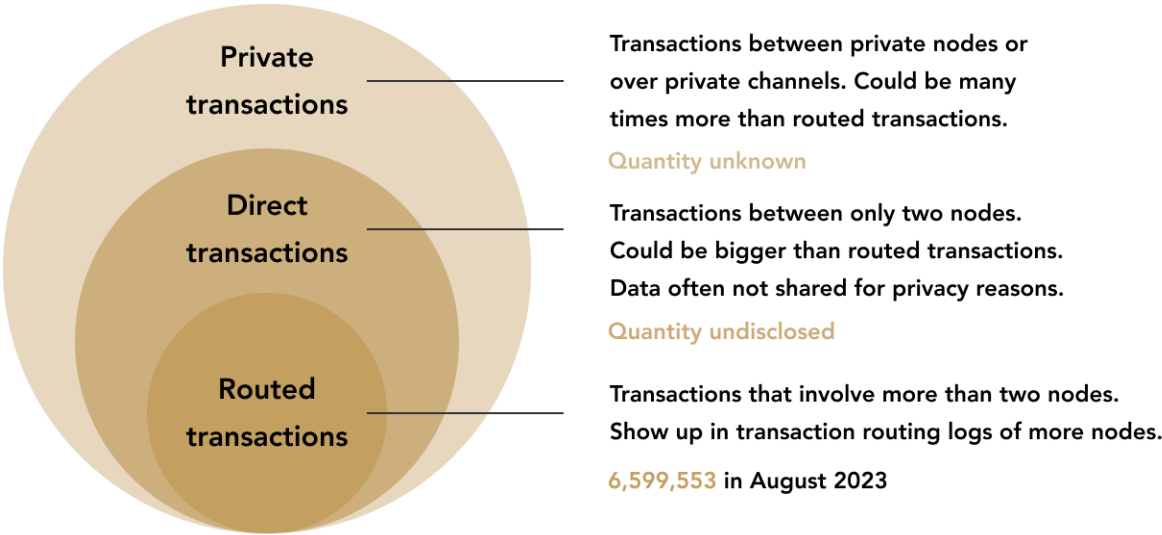 Private
transactions
Transactions between private nodes or
over private channels. Could be many
times more than routed transactions.
Quantity unknown
Direct
transactions
Transactions between only two nodes.
Could be bigger than routed transactions.
Data often not shared for privacy reasons.
Quantity undisclosed
Routed
transactions
Transactions that involve more than two nodes.
Show up in transaction routing logs of more nodes.
6,599,553 in August 2023